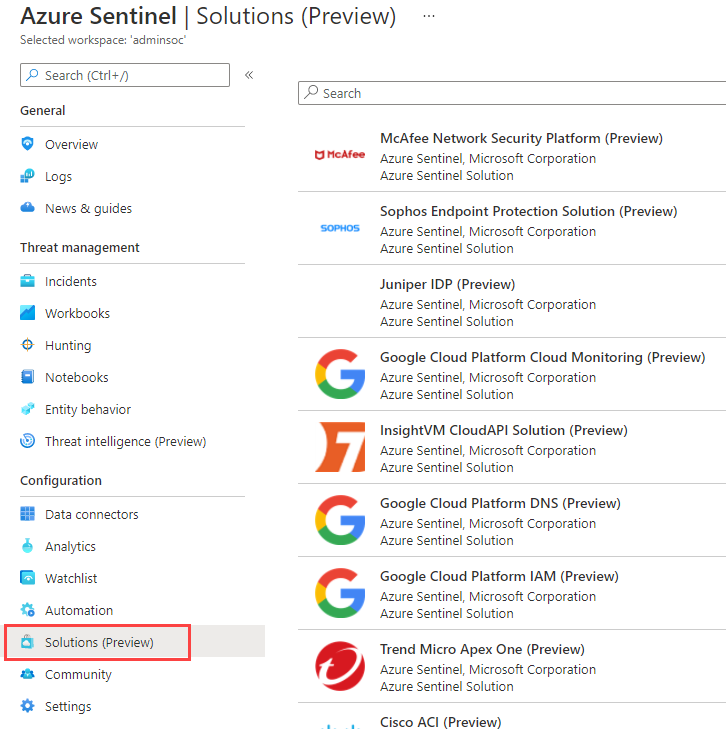 Azure Sentinel | Solutions (Preview) ...
Selected workspace: 'adminsoc'
Search (Ctrl+/)
«
General
Overview
Logs
News & guides
Threat management
Incidents
Workbooks
Hunting
Notebooks
Entity behavior
Threat intelligence (Preview)
Configuration
Data connectors
Analytics
Watchlist
Automation
Solutions (Preview)
Community
Settings
Search
McAfee
McAfee Network Security Platform (Preview)
Azure Sentinel, Microsoft Corporation
Azure Sentinel Solution
SOPHOS
Sophos Endpoint Protection Solution (Preview)
Azure Sentinel, Microsoft Corporation
Azure Sentinel Solution
Juniper IDP (Preview)
Azure Sentinel, Microsoft Corporation
Azure Sentinel Solution
Google Cloud Platform Cloud Monitoring (Preview)
Azure Sentinel, Microsoft Corporation
Azure Sentinel Solution
InsightVM CloudAPI Solution (Preview)
Azure Sentinel, Microsoft Corporation
Azure Sentinel Solution
Google Cloud Platform DNS (Preview)
Azure Sentinel, Microsoft Corporation
Azure Sentinel Solution
Google Cloud Platform IAM (Preview)
Azure Sentinel, Microsoft Corporation
Azure Sentinel Solution
Trend Micro Apex One (Preview)
Azure Sentinel, Microsoft Corporation
Azure Sentinel Solution
Cisco ACI (Preview)